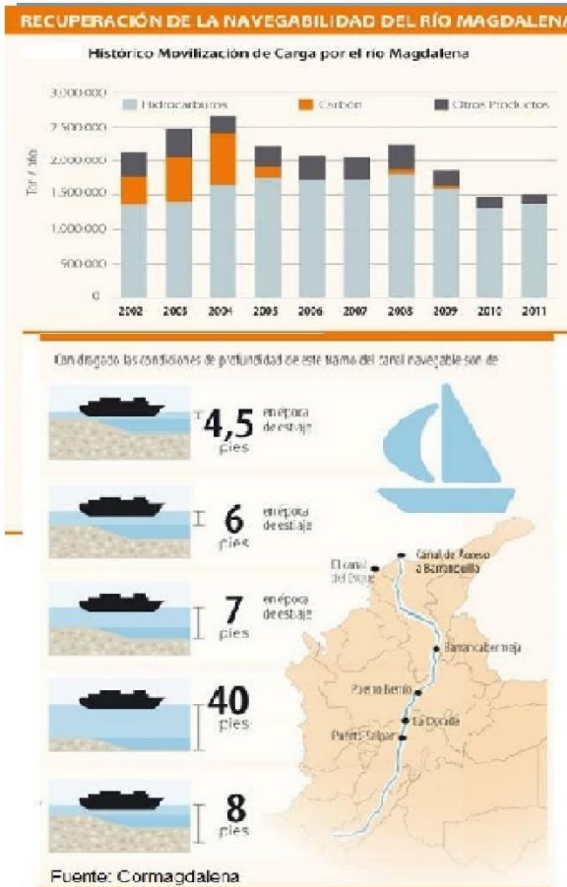 RECUPERACIÓN DE LA NAVEGABILIDAD DEL RÍO MAGDALENA
Histórico Movilización de Carga por el río Magdalena
Ton / año
3.000.000
2.500.000
2.000.000
1.500.000
1.000.000
500.000
0
Hidrocarburos
Carbón
Otros Productos
2002 2003 2004 2005 2006 2007 2008 2009 2010 2011
Con dragado las condiciones de profundidad de este tramo del canal navegable son de
4,5
pies
en época
de estiaje
6
pies
en época
de estiaje
7
pies
en época
de estiaje
40
pies
8
pies
El canal
del Dique
Canal de Acceso
a Barranquilla
Barrancabermeja
Puerto Berrío
La Dorada
Puerto Salgar
Fuente: Cormagdalena